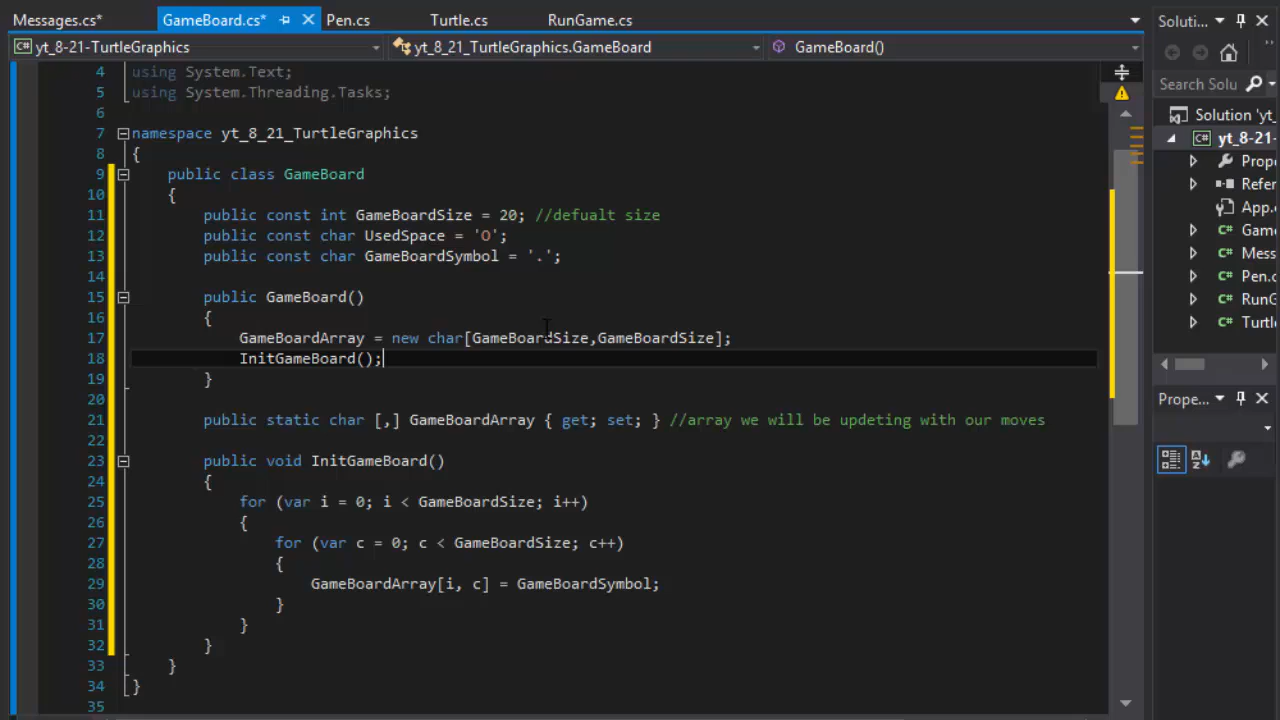 Messages.cs* GameBoard.cs* Pen.cs Turtle.cs RunGame.cs Soluti...
yt_8-21-TurtleGraphics yt_8_21_TurtleGraphics.GameBoard GameBoard()
Search Solu
4 using System.Text;
5 using System.Threading.Tasks;
6
7 namespace yt_8_21_TurtleGraphics
8 {
9 public class GameBoard
10 {
11 public const int GameBoardSize = 20; //defualt size
12 public const char UsedSpace = 'O';
13 public const char GameBoardSymbol = '.';
14
15 public GameBoard()
16 {
17 GameBoardArray = new char[GameBoardSize,GameBoardSize];
18 InitGameBoard();
19 }
20
21 public static char [,] GameBoardArray { get; set; } //array we will be updeting with our moves
22
23 public void InitGameBoard()
24 {
25 for (var i = 0; i < GameBoardSize; i++)
26 {
27 for (var c = 0; c < GameBoardSize; c++)
28 {
29 GameBoardArray[i, c] = GameBoardSymbol;
30 }
31 }
32 }
33 }
34 }
35
Solution 'yt_
yt_8-21-
Prope
Refer
App.c
Game
Mess
Pen.c
RunG
Turtl
Prope...